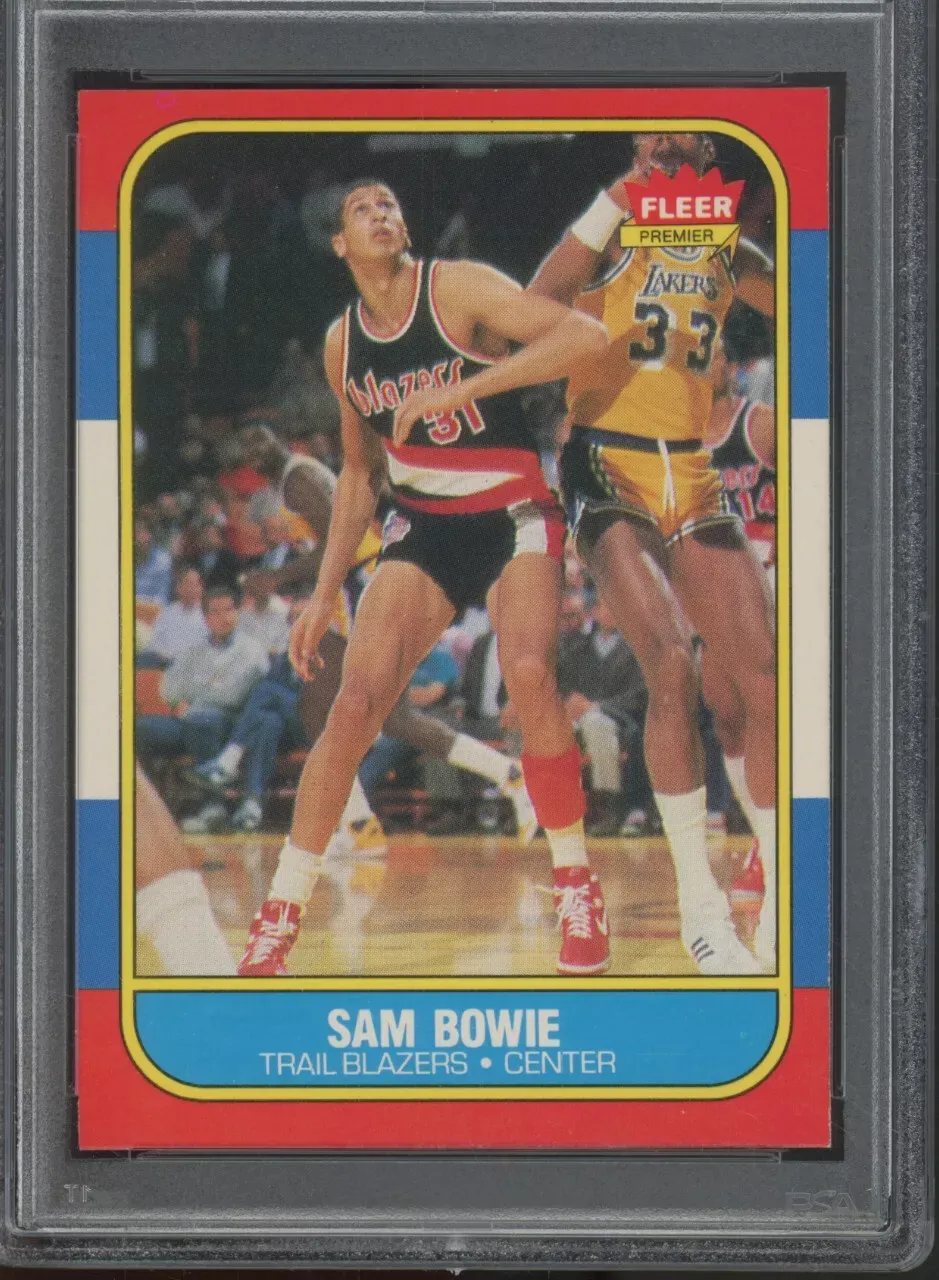 FLEER
PREMIER
LAKERS
33
blazers
31
14
SAM BOWIE
TRAIL BLAZERS • CENTER
PSA